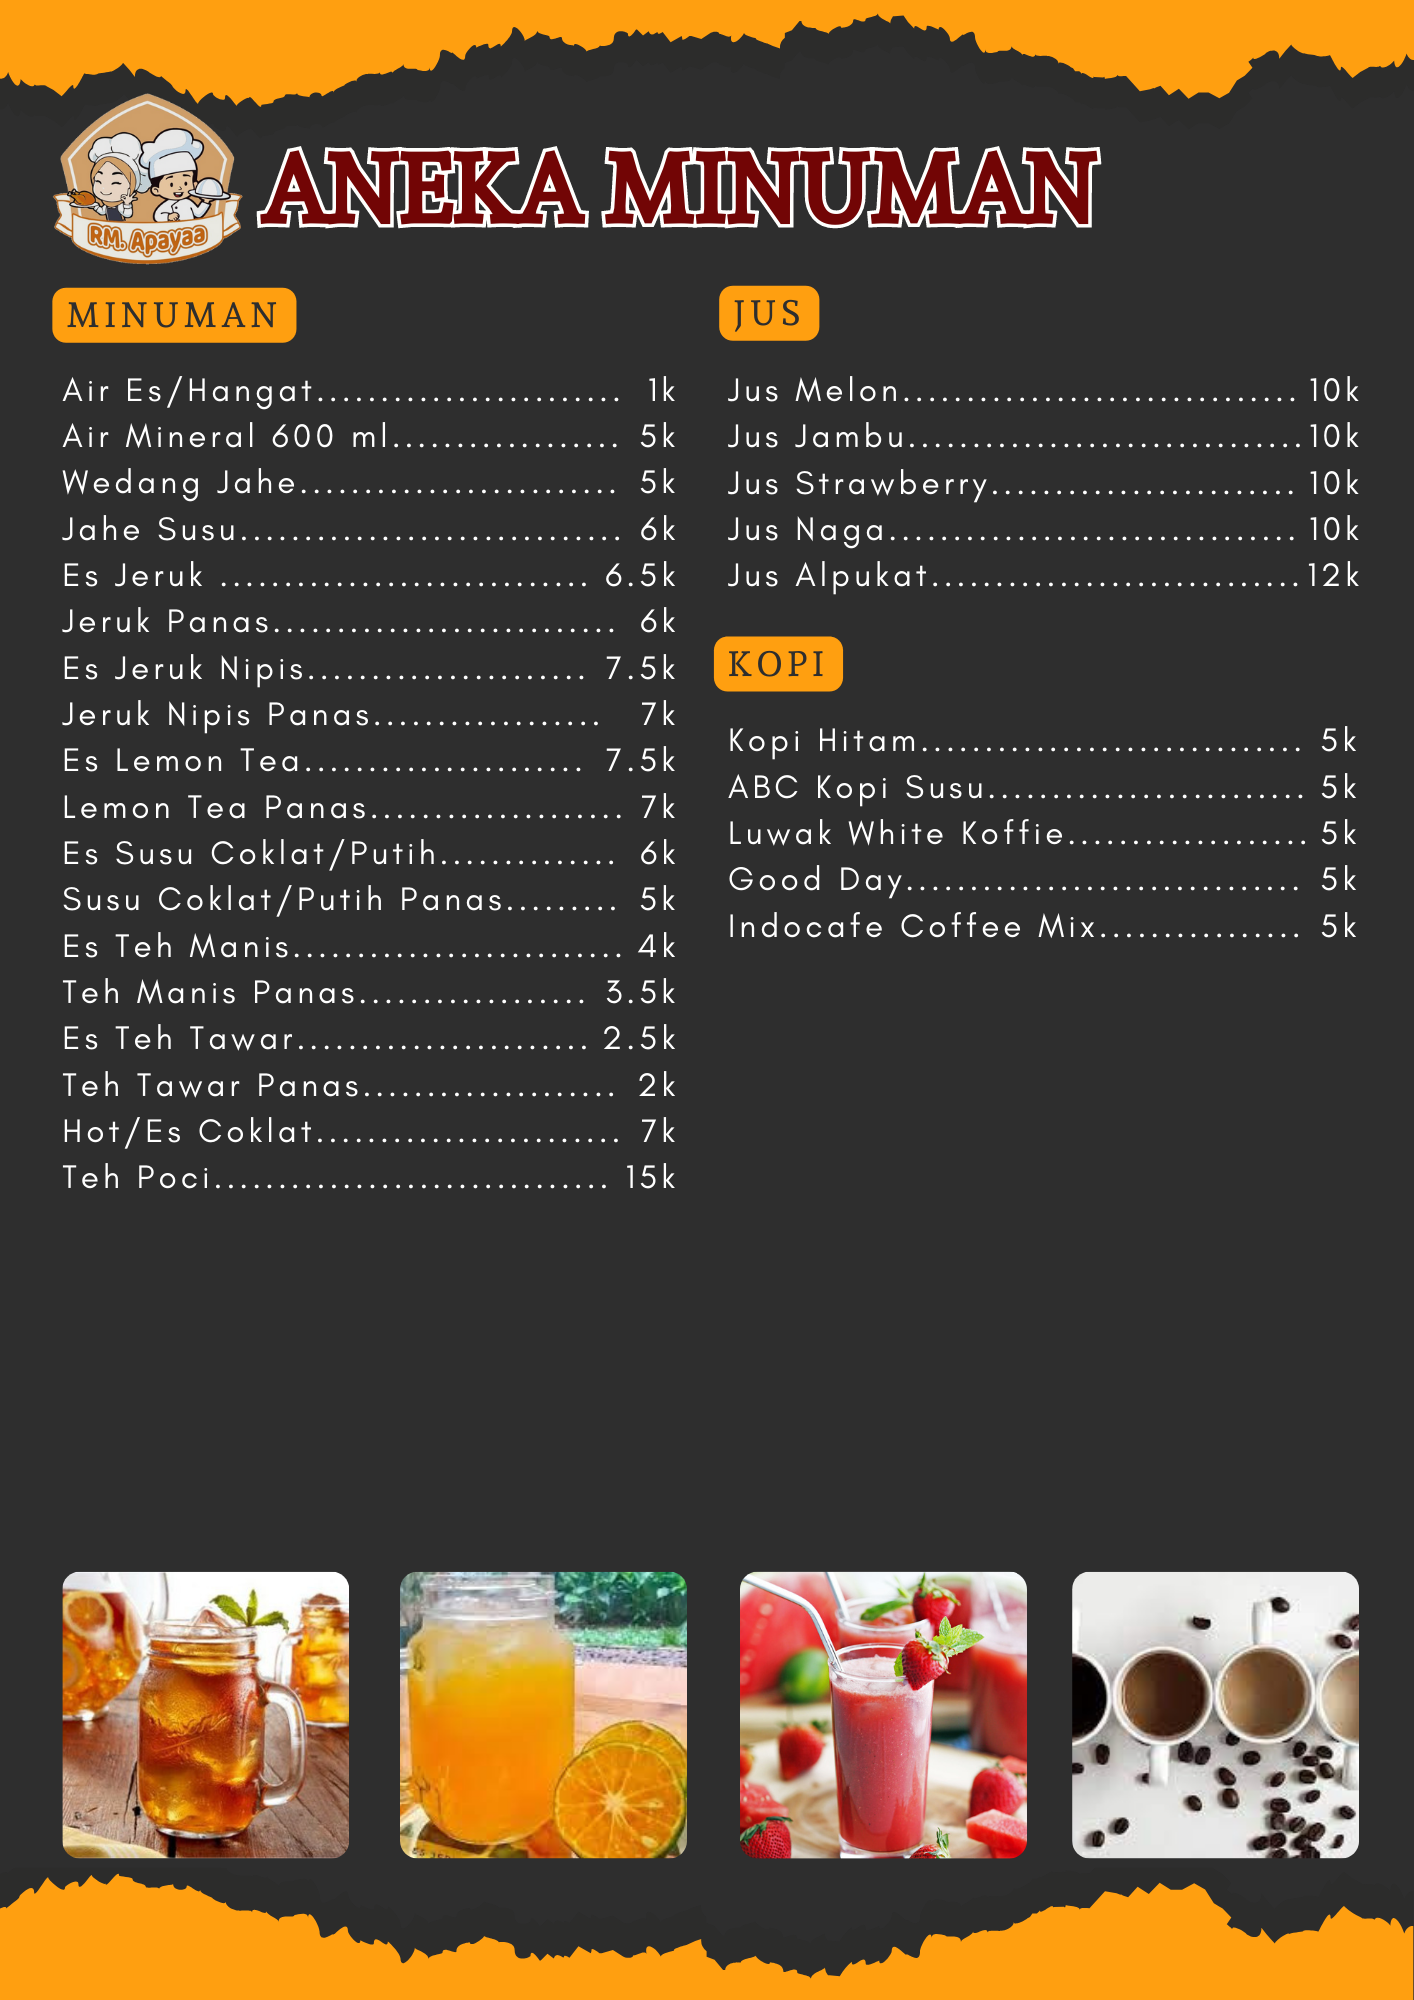 RM. Apayaa
ANEKA MINUMAN
MINUMAN
Air Es/Hangat........................ 1k
Air Mineral 600 ml.................. 5k
Wedang Jahe......................... 5k
Jahe Susu.............................. 6k
Es Jeruk ............................. 6.5k
Jeruk Panas........................... 6k
Es Jeruk Nipis...................... 7.5k
Jeruk Nipis Panas.................. 7k
Es Lemon Tea...................... 7.5k
Lemon Tea Panas.................... 7k
Es Susu Coklat/Putih.............. 6k
Susu Coklat/Putih Panas......... 5k
Es Teh Manis.......................... 4k
Teh Manis Panas.................. 3.5k
Es Teh Tawar....................... 2.5k
Teh Tawar Panas.................... 2k
Hot/Es Coklat........................ 7k
Teh Poci............................... 15k
JUS
Jus Melon............................... 10k
Jus Jambu...............................10k
Jus Strawberry........................ 10k
Jus Naga................................ 10k
Jus Alpukat.............................12k
KOPI
Kopi Hitam.............................. 5k
ABC Kopi Susu......................... 5k
Luwak White Koffie................... 5k
Good Day............................... 5k
Indocafe Coffee Mix................ 5k